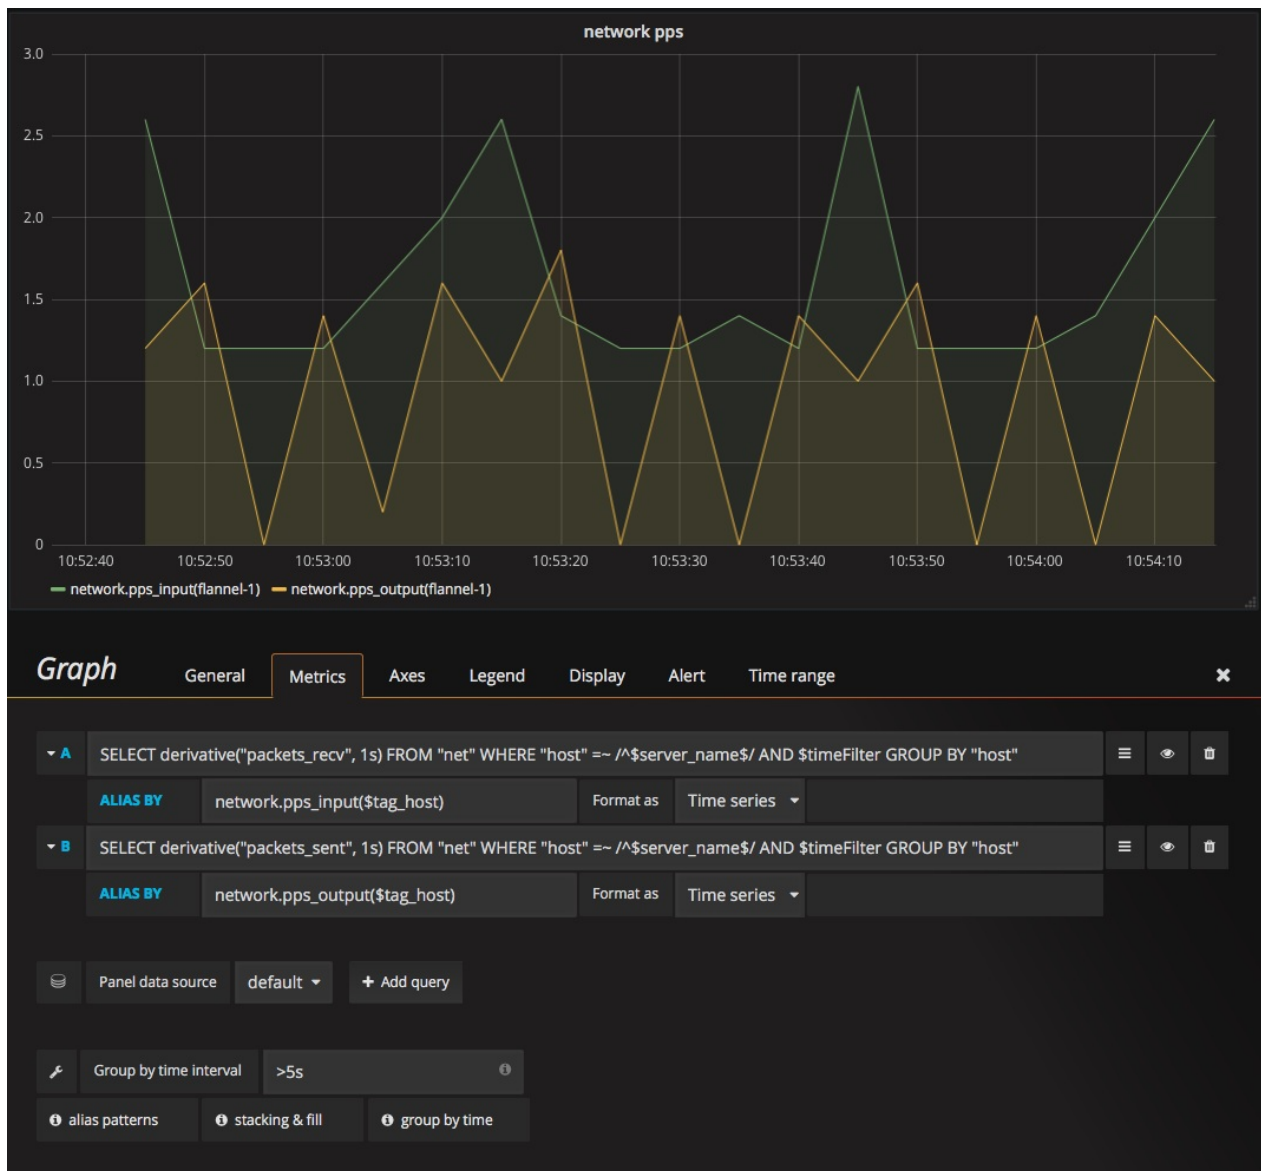 network pps
3.0
2.5
2.0
1.5
1.0
0.5
0
10:52:40 10:52:50 10:53:00 10:53:10 10:53:20 10:53:30 10:53:40 10:53:50 10:54:00 10:54:10
network.pps_input(flannel-1) network.pps_output(flannel-1)
Graph General Metrics Axes Legend Display Alert Time range
A SELECT derivative("packets_recv", 1s) FROM "net" WHERE "host" =~ /^$server_name$/ AND $timeFilter GROUP BY "host"
ALIAS BY network.pps_input($tag_host) Format as Time series
B SELECT derivative("packets_sent", 1s) FROM "net" WHERE "host" =~ /^$server_name$/ AND $timeFilter GROUP BY "host"
ALIAS BY network.pps_output($tag_host) Format as Time series
Panel data source default + Add query
Group by time interval >5s
alias patterns stacking & fill group by time